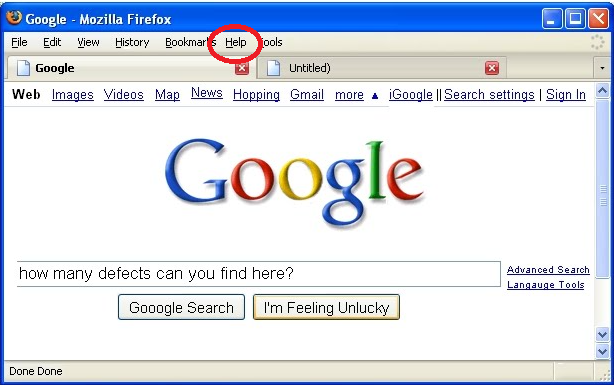 Google - Mozilla Firefox
File Edit View History Bookmarks Help Tools
Google Untitled)
Web Images Videos Map News Hopping Gmail more ▲ iGoogle || Search settings | Sign In
Google
how many defects can you find here? Advanced Search
Langauge Tools
Gooogle Search I'm Feeling Unlucky
Done Done